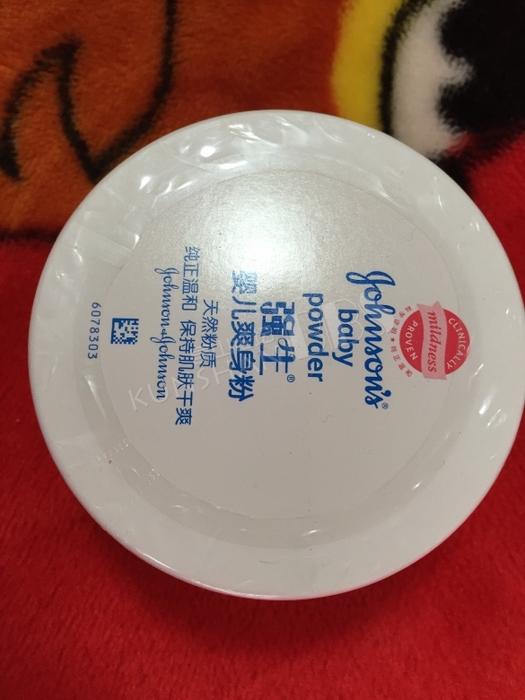 Johnson's®
baby
powder
强生®
婴儿爽身粉
天然粉质
纯正温和 保持肌肤干爽
Johnson & Johnson
6078303
CLINICALLY
mildness
PROVEN